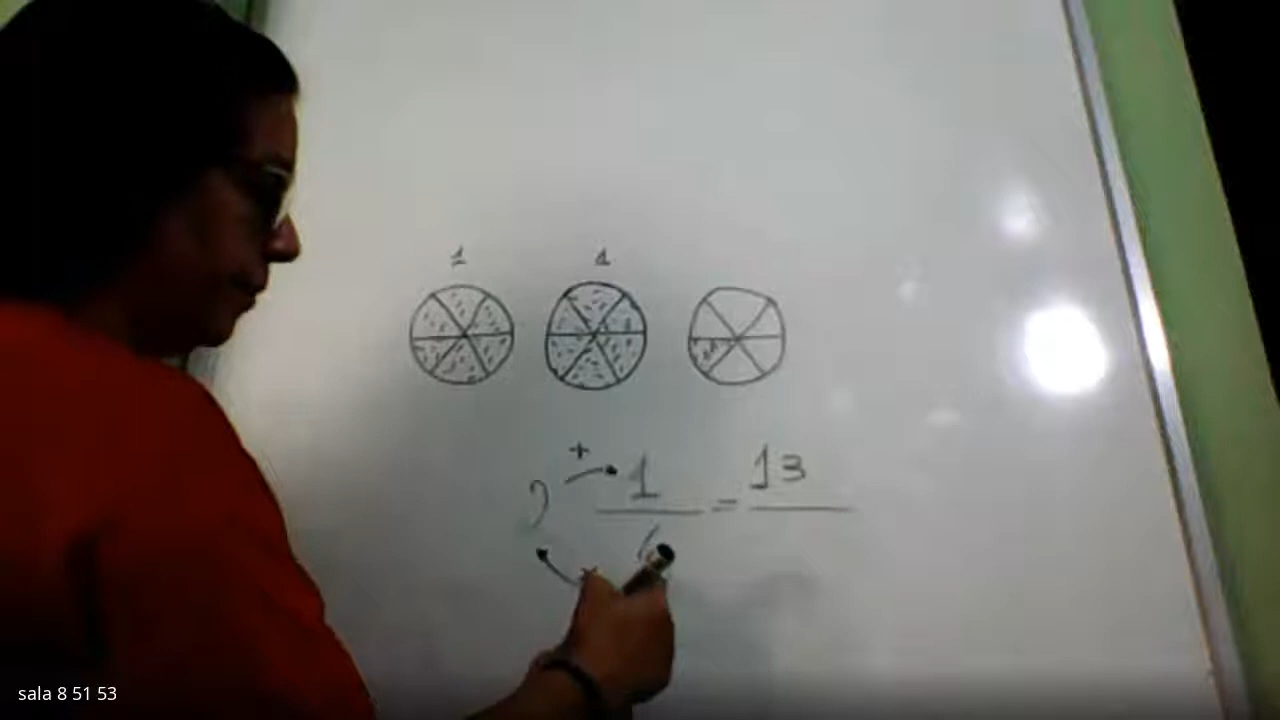 1 1
+
2 1 = 13
6
x
sala 8 51 53